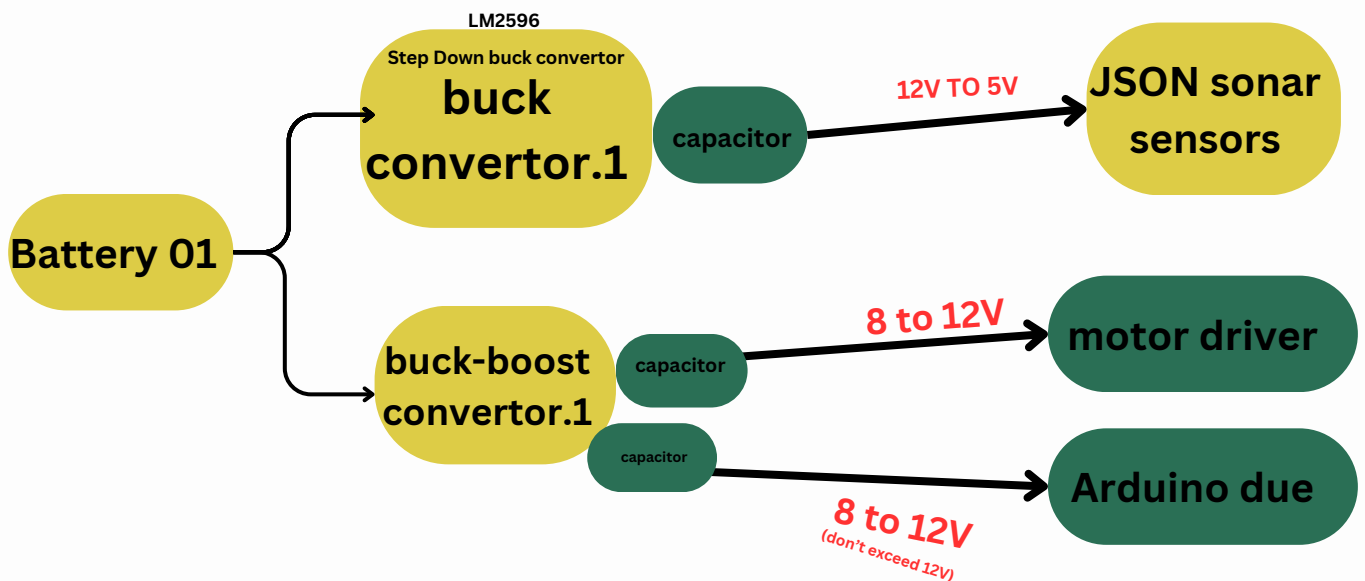 LM2596
Step Down buck convertor
buck
convertor.1
capacitor
12V TO 5V
JSON sonar
sensors
Battery 01
buck-boost
convertor.1
capacitor
8 to 12V
motor driver
capacitor
8 to 12V
(don't exceed 12V)
Arduino due